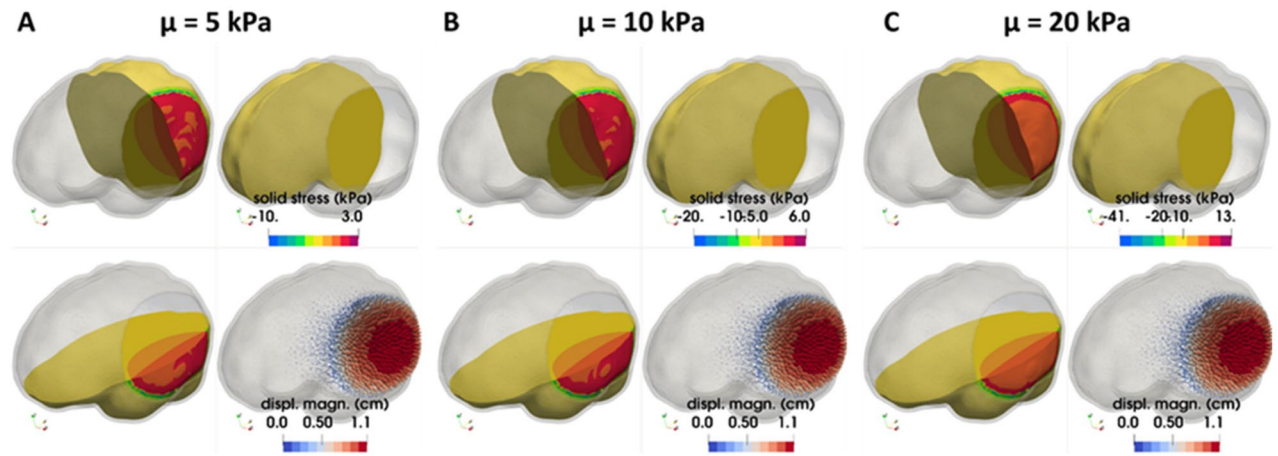 A μ = 5 kPa
B μ = 10 kPa
C μ = 20 kPa
solid stress (kPa)
-10. 3.0
solid stress (kPa)
-20. -10. -5.0 6.0
solid stress (kPa)
-41. -20. -10. 13.
displ. magn. (cm)
0.0 0.50 1.1
displ. magn. (cm)
0.0 0.50 1.1
displ. magn. (cm)
0.0 0.50 1.1